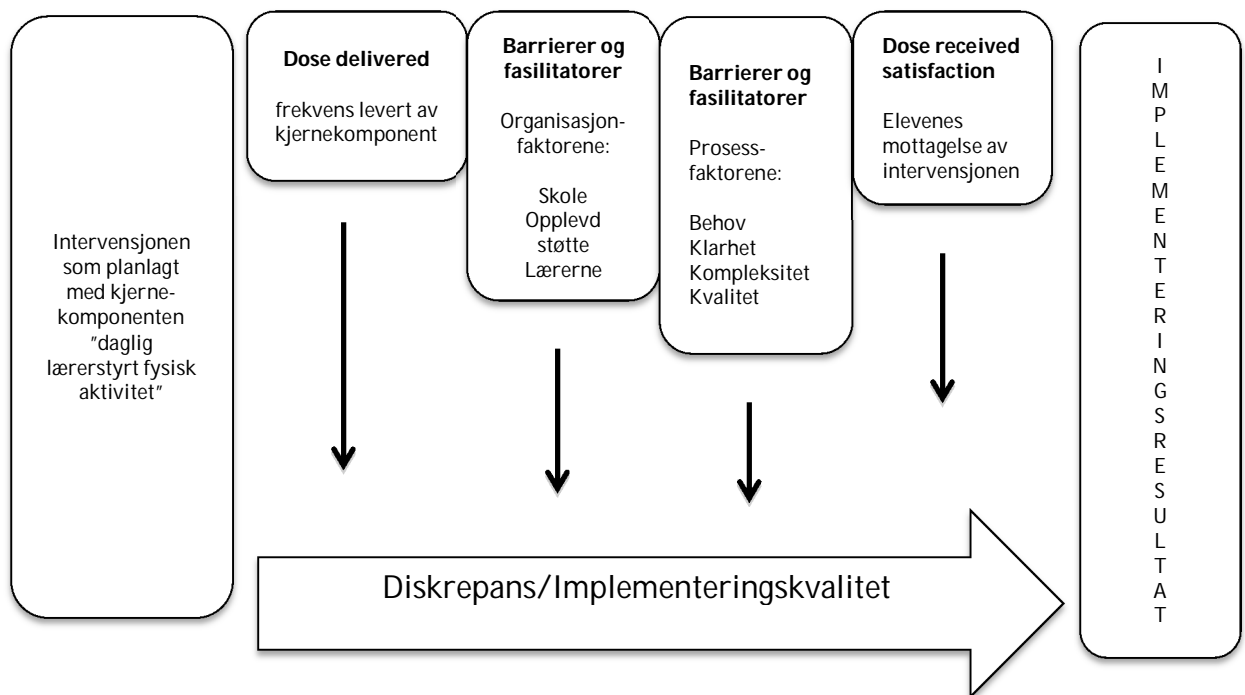 Intervensjonen
som planlagt
med kjerne-
komponenten
"daglig
lærerstyrt fysisk
aktivitet"
Dose delivered
frekvens levert av
kjernekomponent
Barrierer og
fasilitatorer
Organisasjon-
faktorene:
Skole
Opplevd
støtte
Lærerne
Barrierer og
fasilitatorer
Prosess-
faktorene:
Behov
Klarhet
Kompleksitet
Kvalitet
Dose received
satisfaction
Elevenes
mottagelse av
intervensjonen
Diskrepans/Implementeringskvalitet
I
M
P
L
E
M
E
N
T
E
R
I
N
G
S
R
E
S
U
L
T
A
T